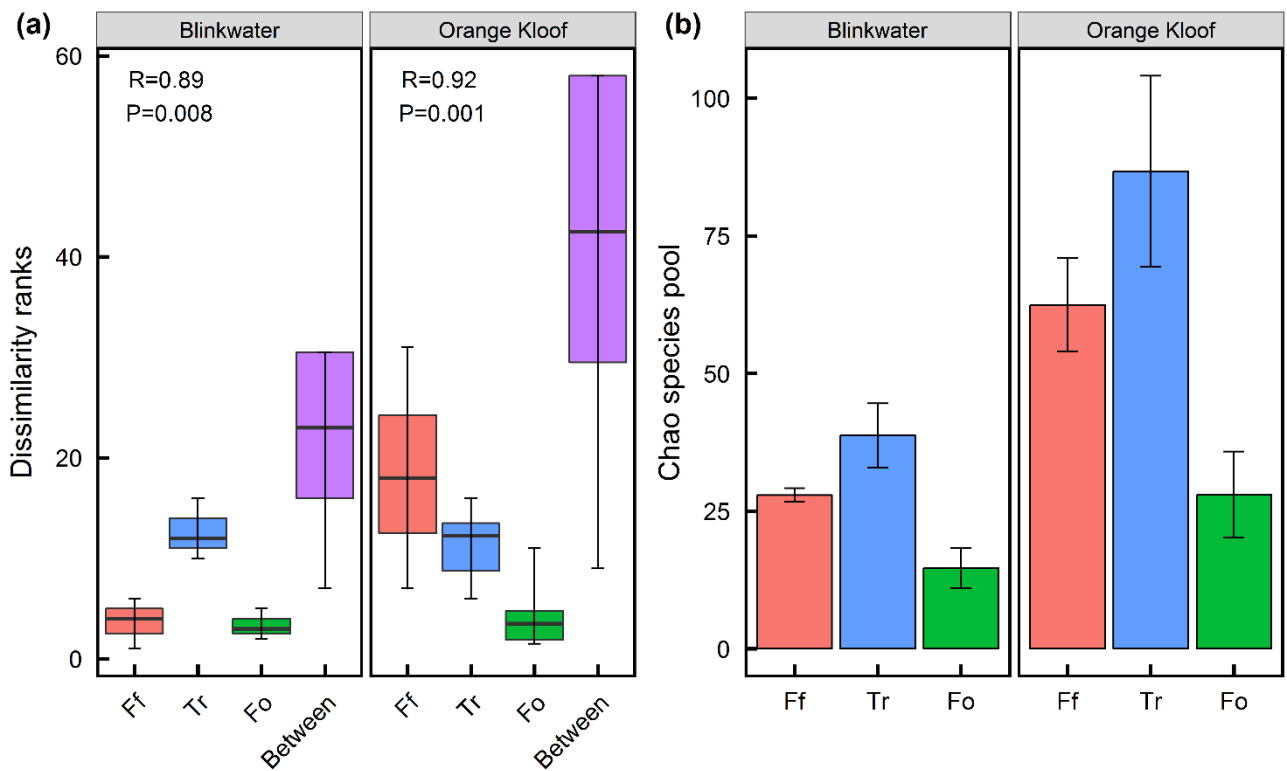 (a)
Blinkwater
Orange Kloof
R=0.89
P=0.008
R=0.92
P=0.001
Dissimilarity ranks
60
40
20
0
Ff
Tr
Fo
Between
Ff
Tr
Fo
Between
(b)
Blinkwater
Orange Kloof
Chao species pool
100
75
50
25
0
Ff
Tr
Fo
Ff
Tr
Fo